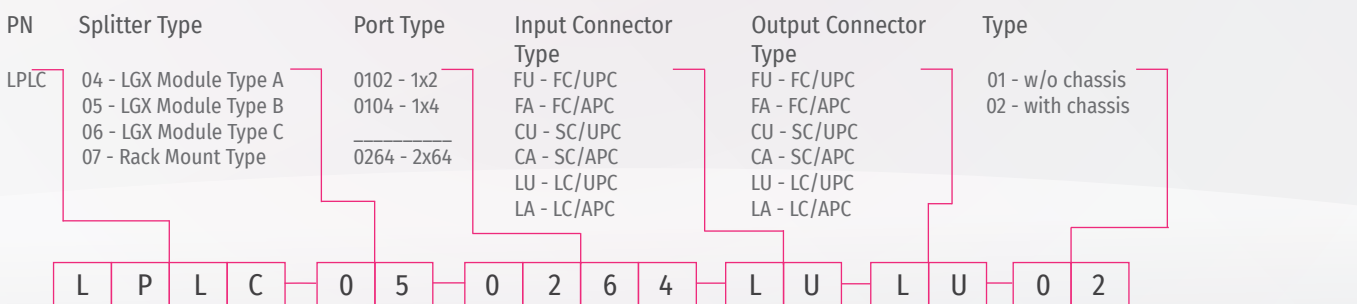 PN Splitter Type Port Type Input Connector Type Output Connector Type Type
LPLC 04 - LGX Module Type A 0102 - 1x2 FU - FC/UPC FU - FC/UPC 01 - w/o chassis
05 - LGX Module Type B 0104 - 1x4 FA - FC/APC FA - FC/APC 02 - with chassis
06 - LGX Module Type C __________ CU - SC/UPC CU - SC/UPC
07 - Rack Mount Type 0264 - 2x64 CA - SC/APC CA - SC/APC
LU - LC/UPC LU - LC/UPC
LA - LC/APC LA - LC/APC
L P L C 0 5 0 2 6 4 L U L U 0 2